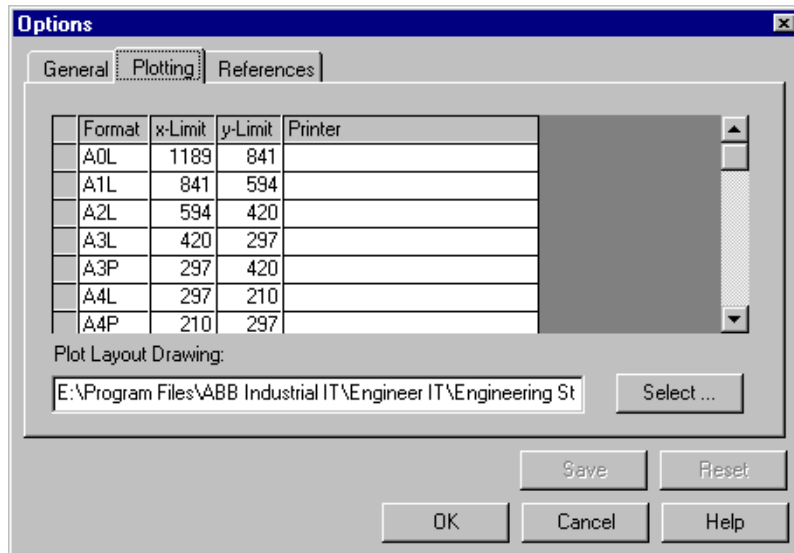 Options
General Plotting References
Format x-Limit y-Limit Printer
A0L 1189 841
A1L 841 594
A2L 594 420
A3L 420 297
A3P 297 420
A4L 297 210
A4P 210 297
Plot Layout Drawing:
E:\Program Files\ABB Industrial IT\Engineer IT\Engineering St
Select ...
Save Reset
OK Cancel Help